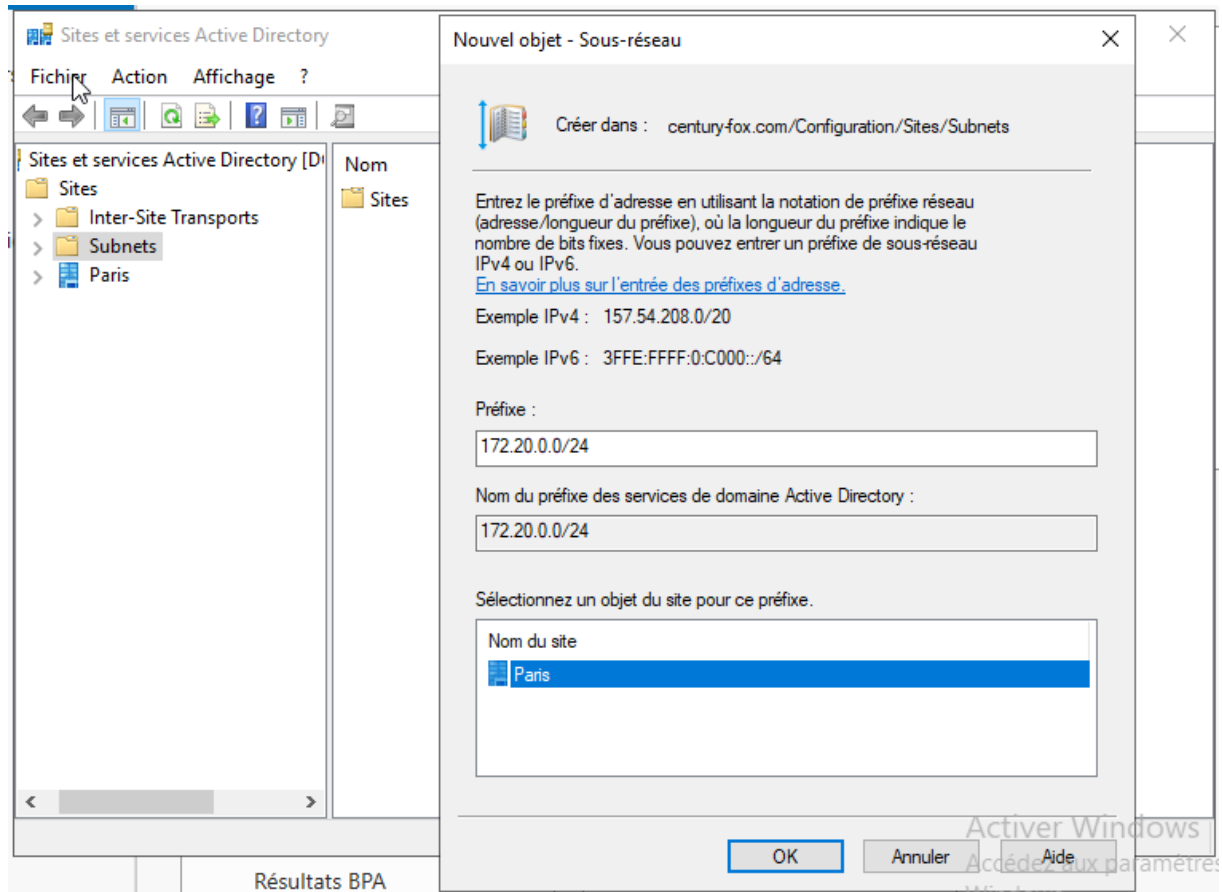 Sites et services Active Directory
Fichier Action Affichage ?
Sites et services Active Directory [D
Sites
Inter-Site Transports
Subnets
Paris
Nom
Sites
Nouvel objet - Sous-réseau
Créer dans : century-fox.com/Configuration/Sites/Subnets
Entrez le préfixe d'adresse en utilisant la notation de préfixe réseau
(adresse/longueur du préfixe), où la longueur du préfixe indique le
nombre de bits fixes. Vous pouvez entrer un préfixe de sous-réseau
IPv4 ou IPv6.
En savoir plus sur l'entrée des préfixes d'adresse.
Exemple IPv4 : 157.54.208.0/20
Exemple IPv6 : 3FFE:FFFF:0:C000::/64
Préfixe :
172.20.0.0/24
Nom du préfixe des services de domaine Active Directory :
172.20.0.0/24
Sélectionnez un objet du site pour ce préfixe.
Nom du site
Paris
OK Annuler Aide
Activer Windows
Accédez aux paramètres
Résultats BPA